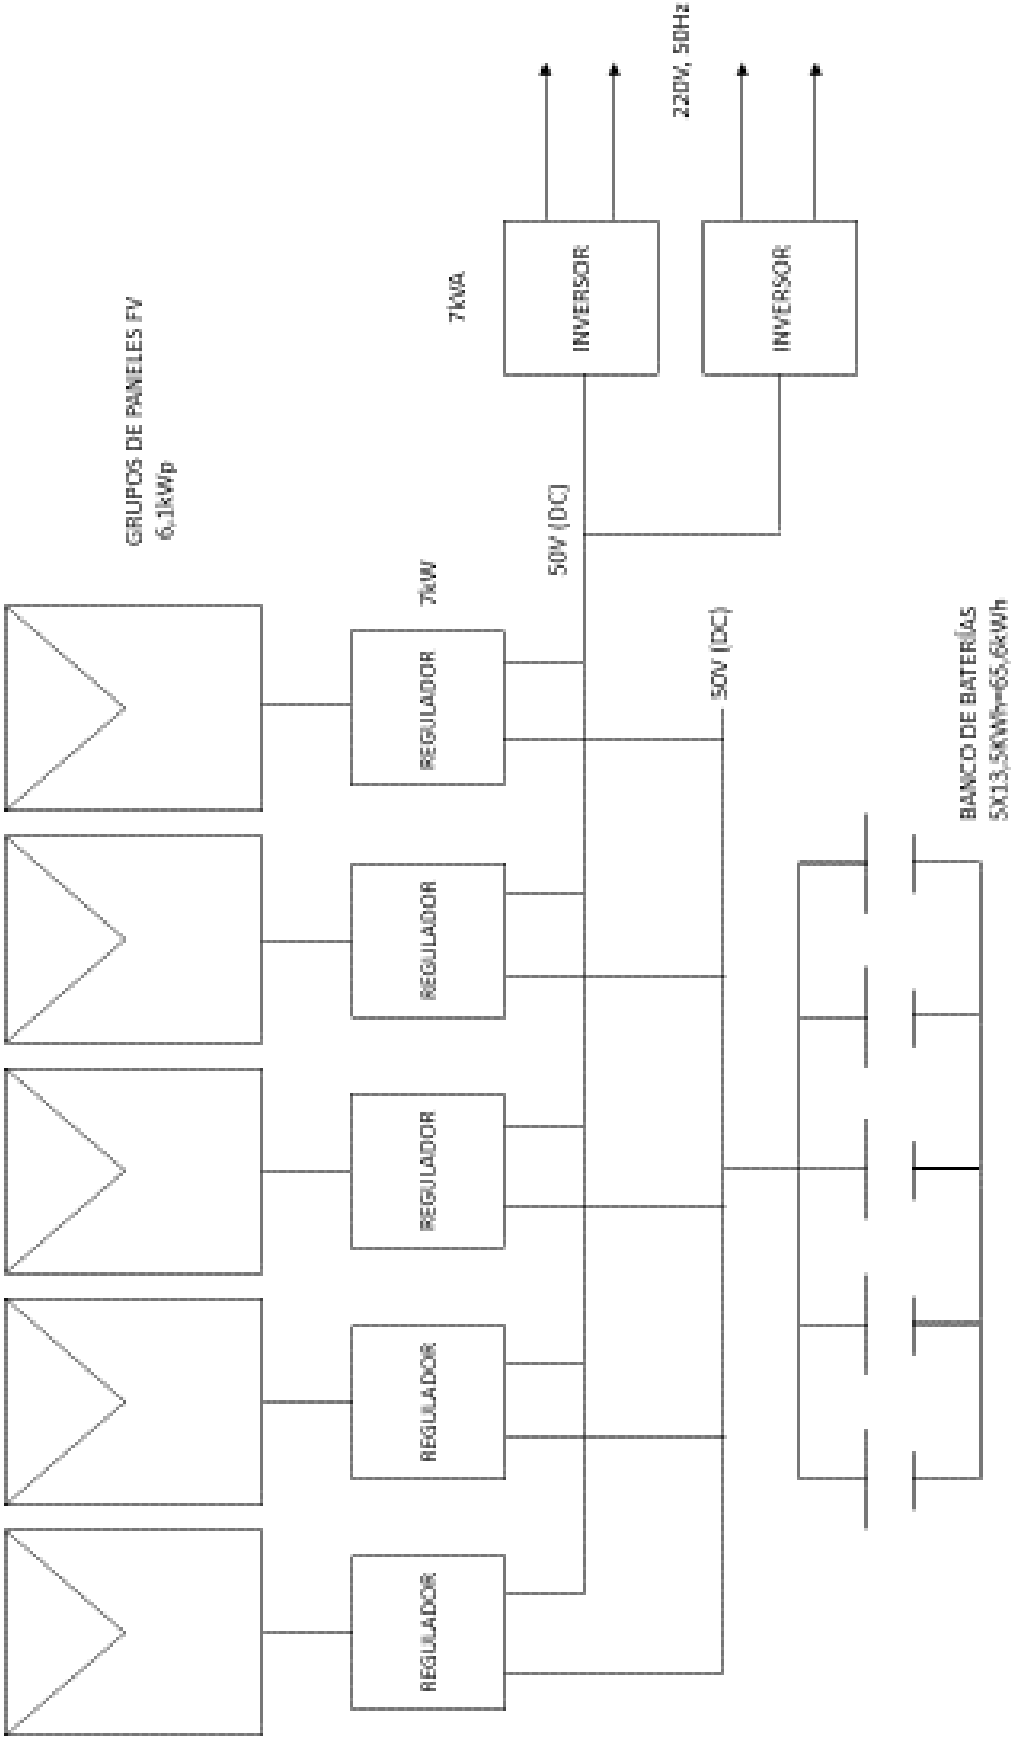 GRUPOS DE PANELES FV
6,1kWp
REGULADOR
REGULADOR
REGULADOR
REGULADOR
REGULADOR
7kW
7kVA
50V (DC)
INVERSOR
220V, 50Hz
50V (DC)
INVERSOR
BANCO DE BATERÍAS
5X13,5KWh=65,6kWh